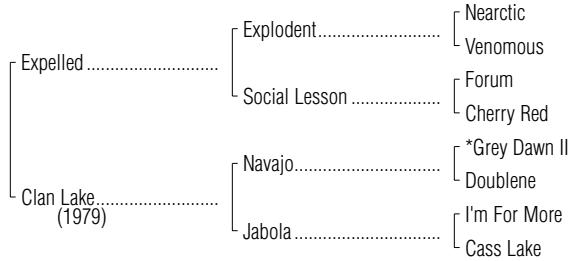 Nearctic
Explodent
Venomous
Expelled
Forum
Social Lesson
Cherry Red
*Grey Dawn II
Navajo
Doublene
Clan Lake
(1979)
I'm For More
Jabola
Cass Lake